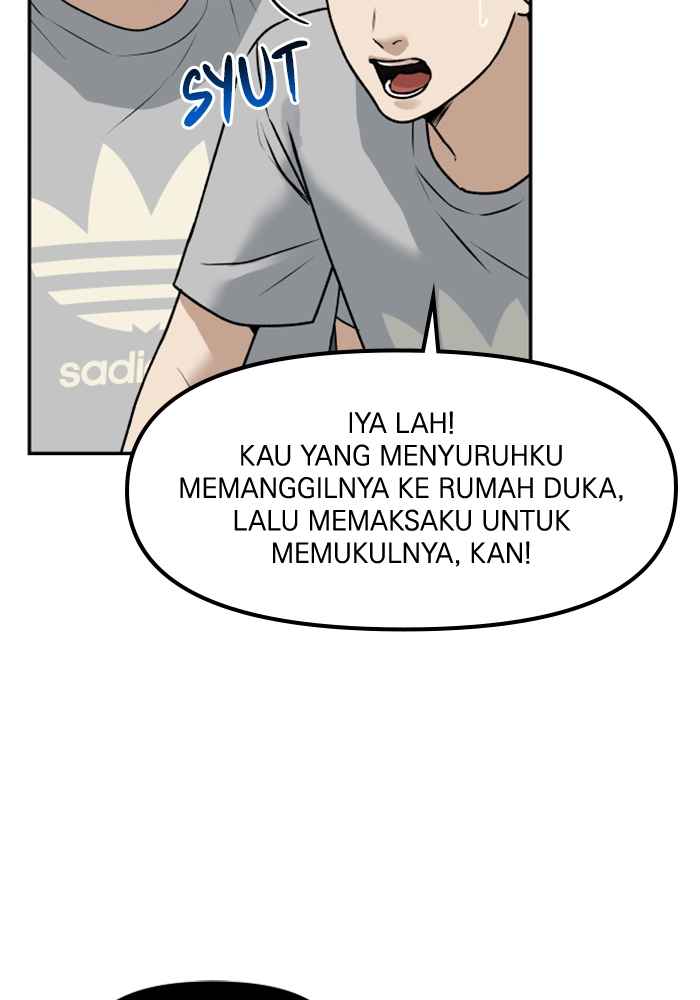 SYUT
sadi
IYA LAH!
KAU YANG MENYURUHKU
MEMANGGILNYA KE RUMAH DUKA,
LALU MEMAKSAKU UNTUK
MEMUKULNYA, KAN!